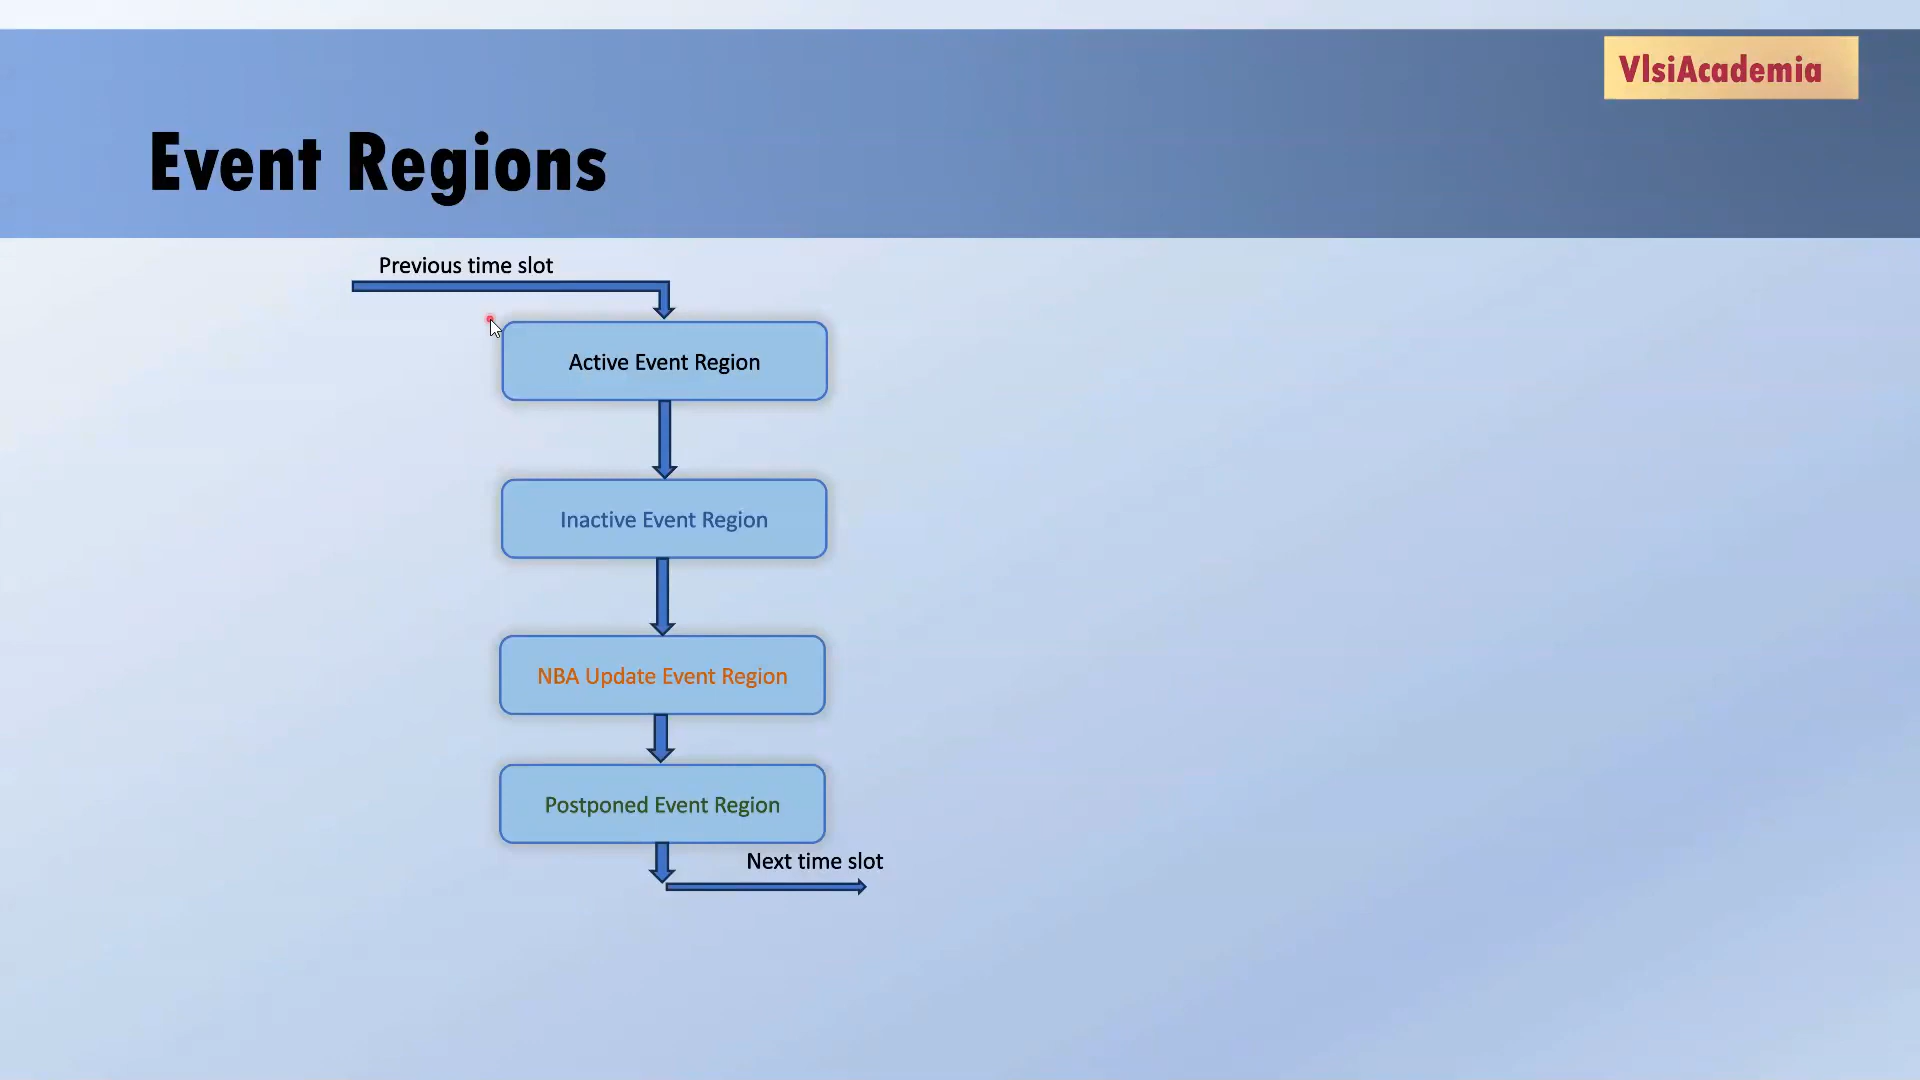 VlsiAcademia
Event Regions
Previous time slot
Active Event Region
Inactive Event Region
NBA Update Event Region
Postponed Event Region
Next time slot